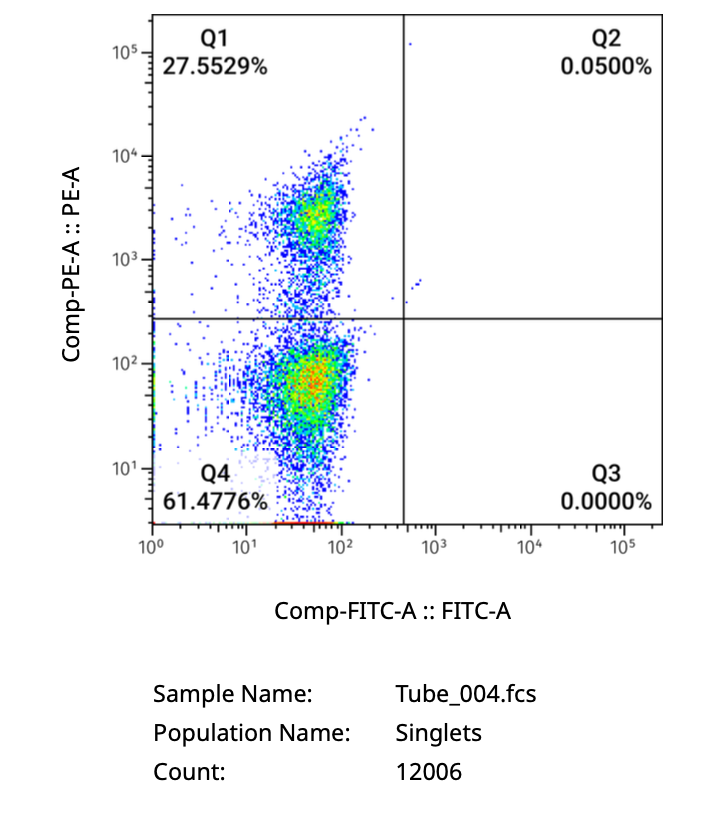 Q1
27.5529%
Q2
0.0500%
Q4
61.4776%
Q3
0.0000%
10⁵
10⁴
10³
10²
10¹
10⁰
10¹
10²
10³
10⁴
10⁵
Comp-PE-A :: PE-A
Comp-FITC-A :: FITC-A
Sample Name: Tube_004.fcs
Population Name: Singlets
Count: 12006